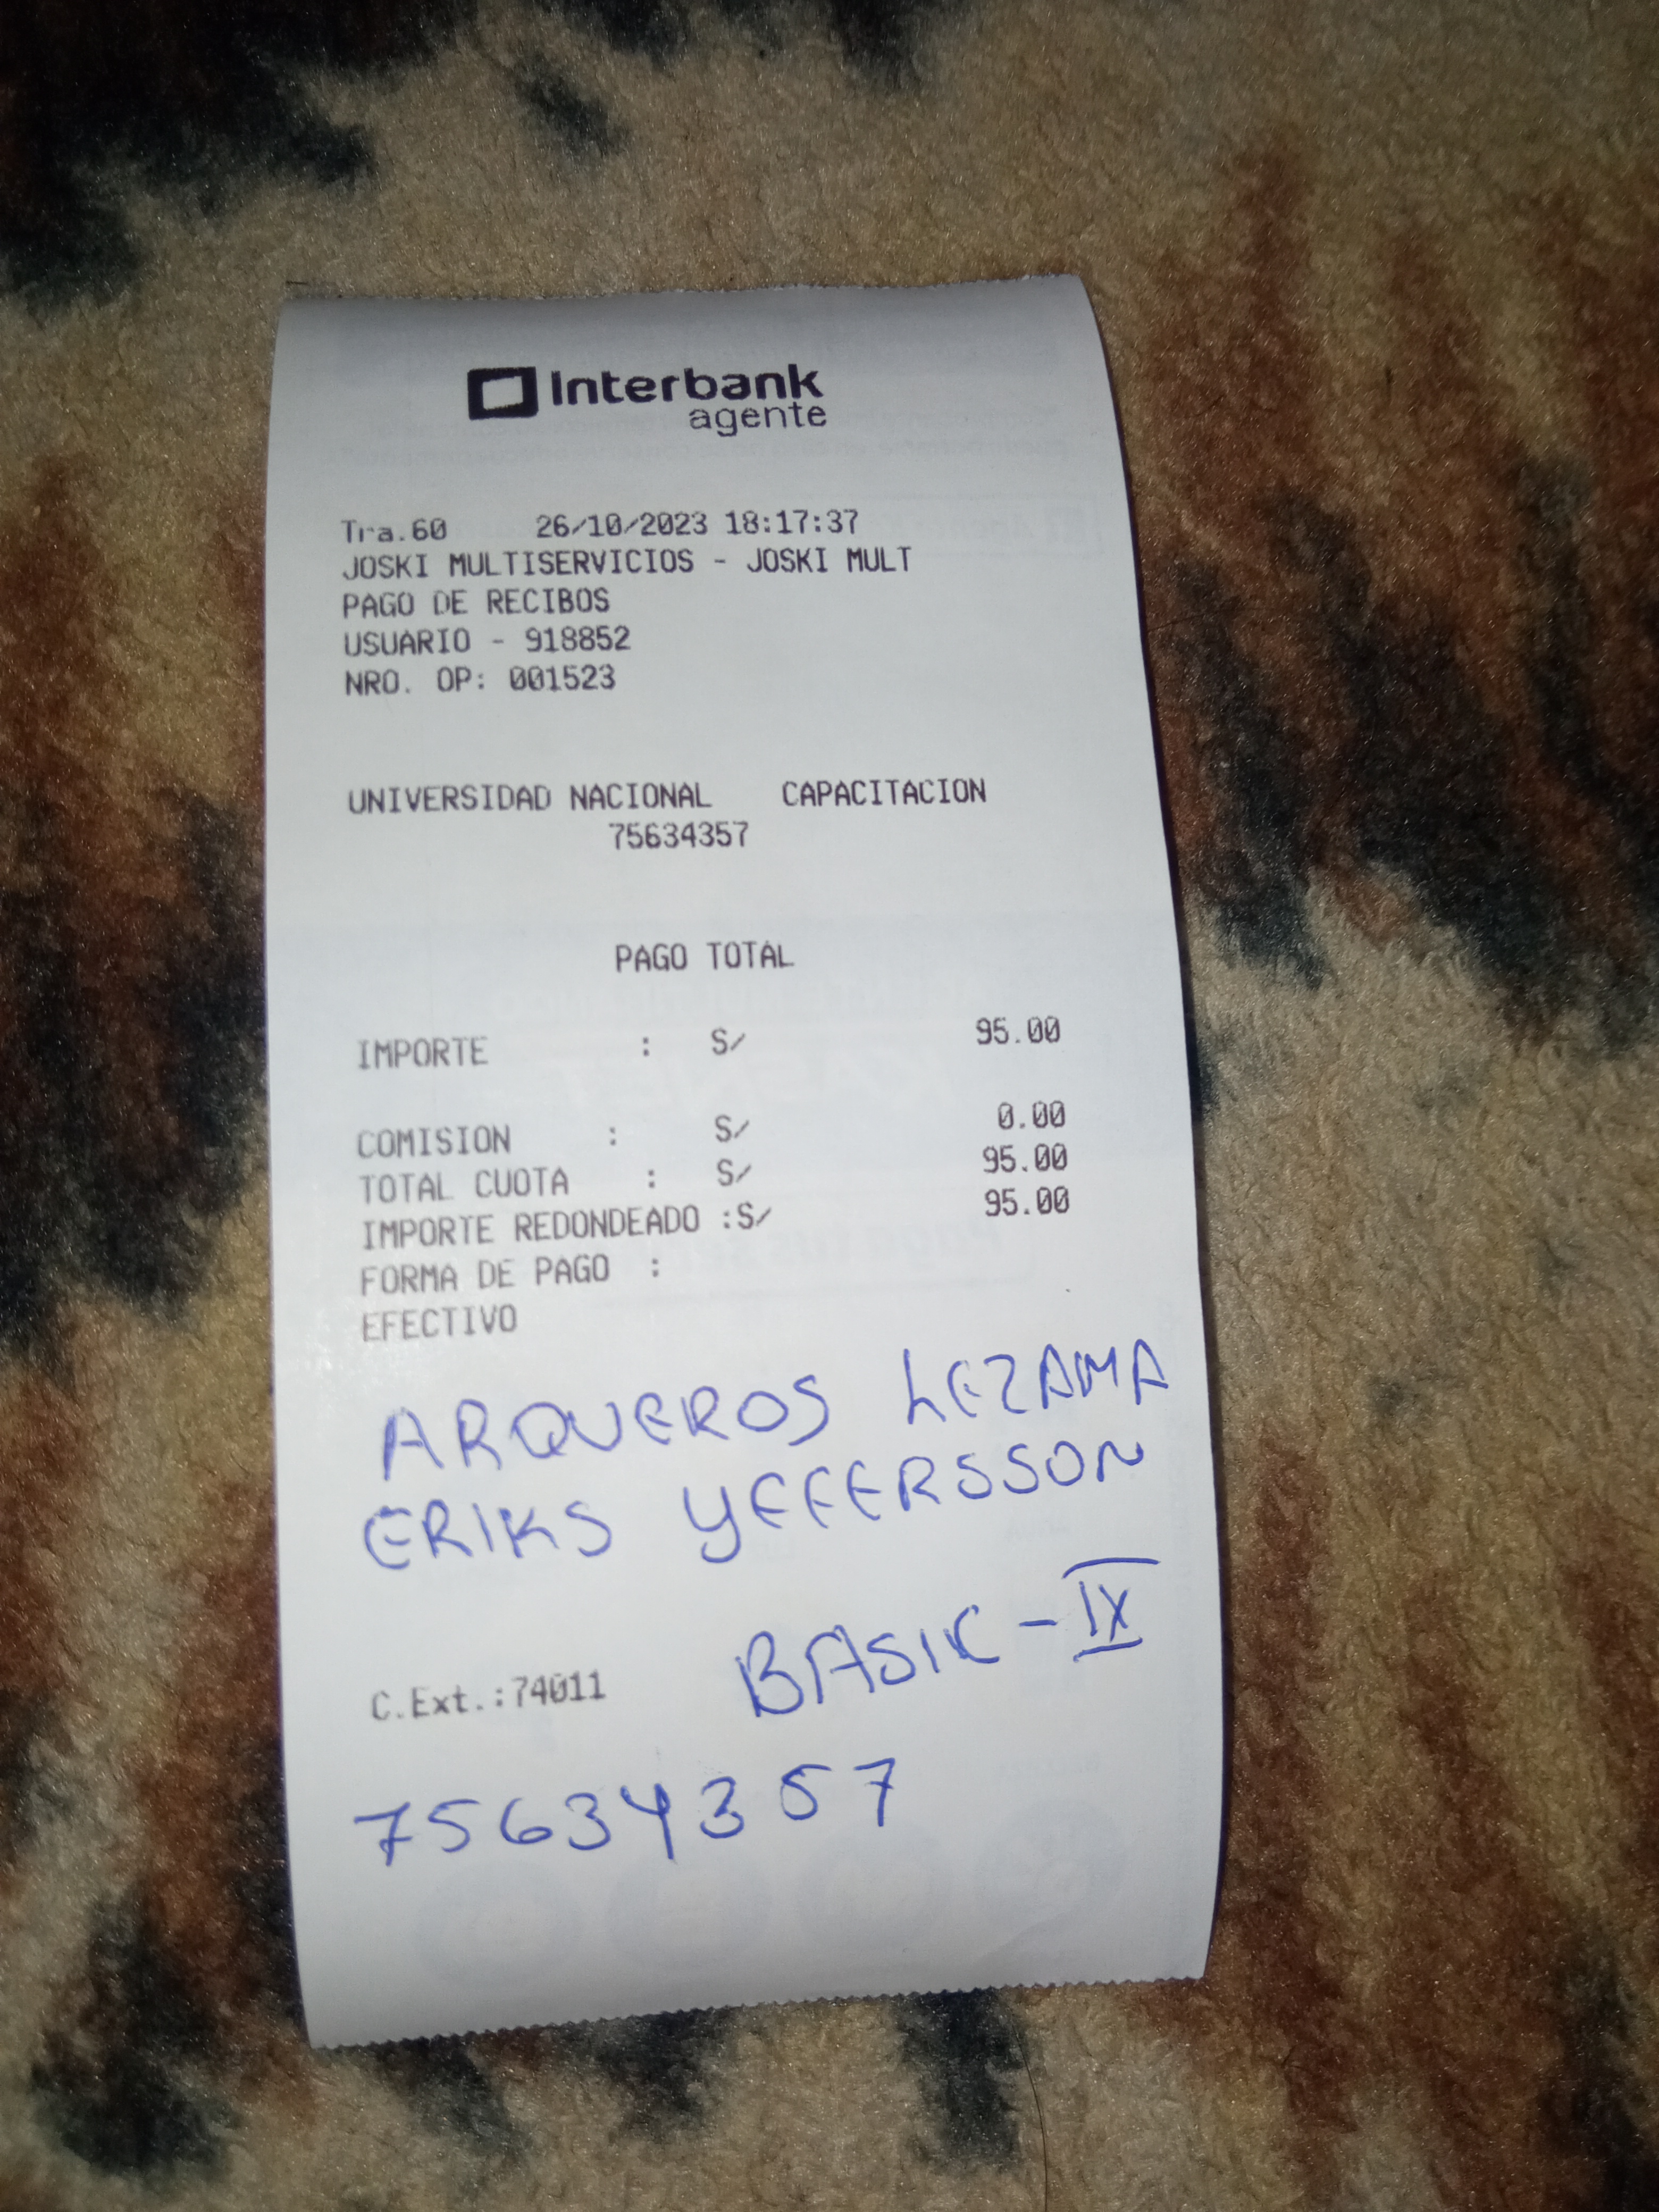 Interbank
agente
Tra.60 26/10/2023 18:17:37
JOSKI MULTISERVICIOS - JOSKI MULT
PAGO DE RECIBOS
USUARIO - 918852
NRO. OP: 001523
UNIVERSIDAD NACIONAL CAPACITACION
75634357
PAGO TOTAL
IMPORTE : S/ 95.00
COMISION : S/ 0.00
TOTAL CUOTA : S/ 95.00
IMPORTE REDONDEADO :S/ 95.00
FORMA DE PAGO :
EFECTIVO
ARQUEROS LEZAMA
ERIKS YEFERSSON
BASIC - IX
C.Ext.:74011
75634357